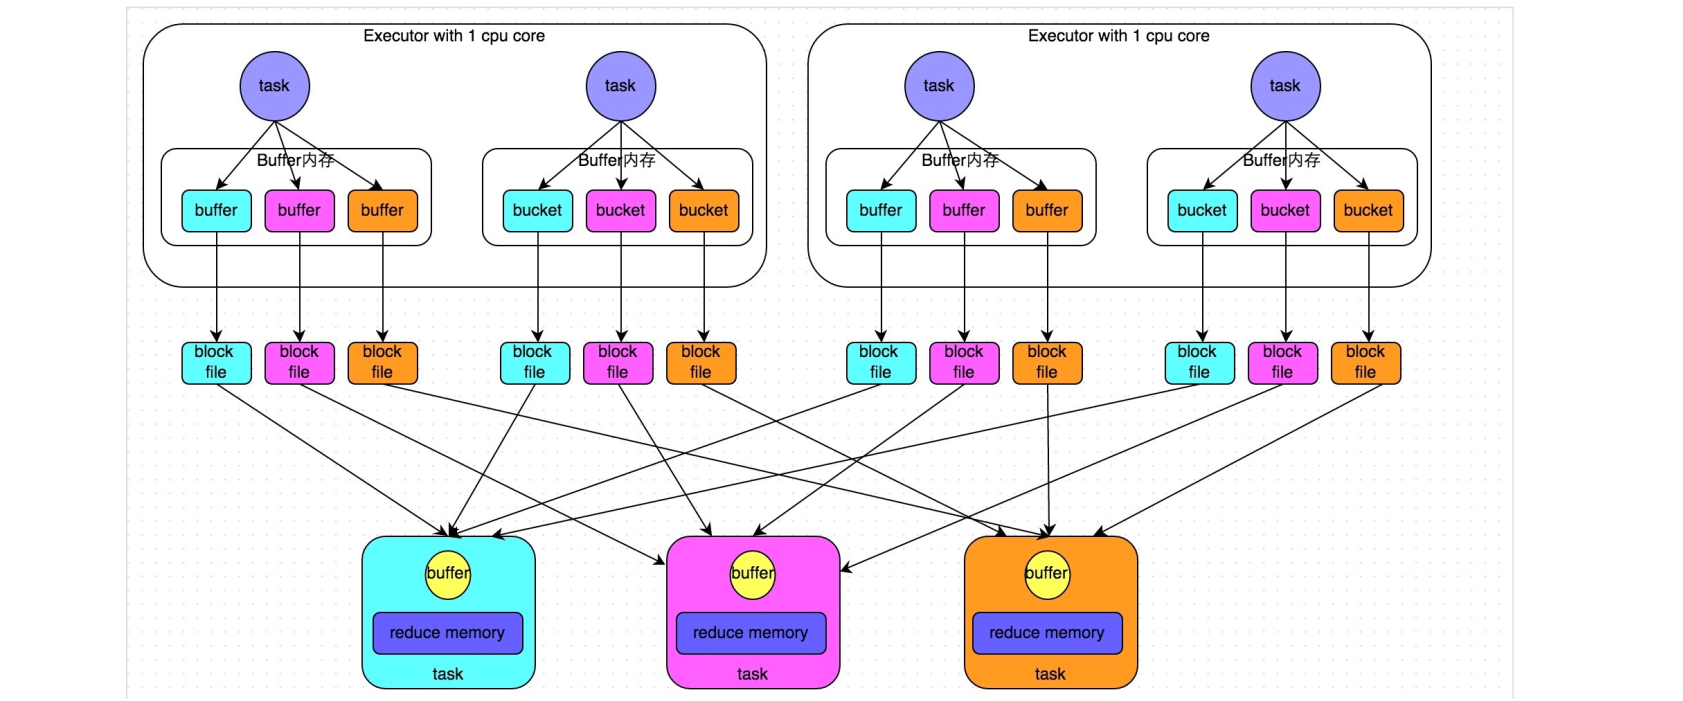 Executor with 1 cpu core
Executor with 1 cpu core
task
task
task
task
Buffer内存
Buffer内存
Buffer内存
Buffer内存
buffer
buffer
buffer
bucket
bucket
bucket
buffer
buffer
buffer
bucket
bucket
bucket
block
file
block
file
block
file
block
file
block
file
block
file
block
file
block
file
block
file
block
file
block
file
block
file
buffer
buffer
buffer
reduce memory
reduce memory
reduce memory
task
task
task